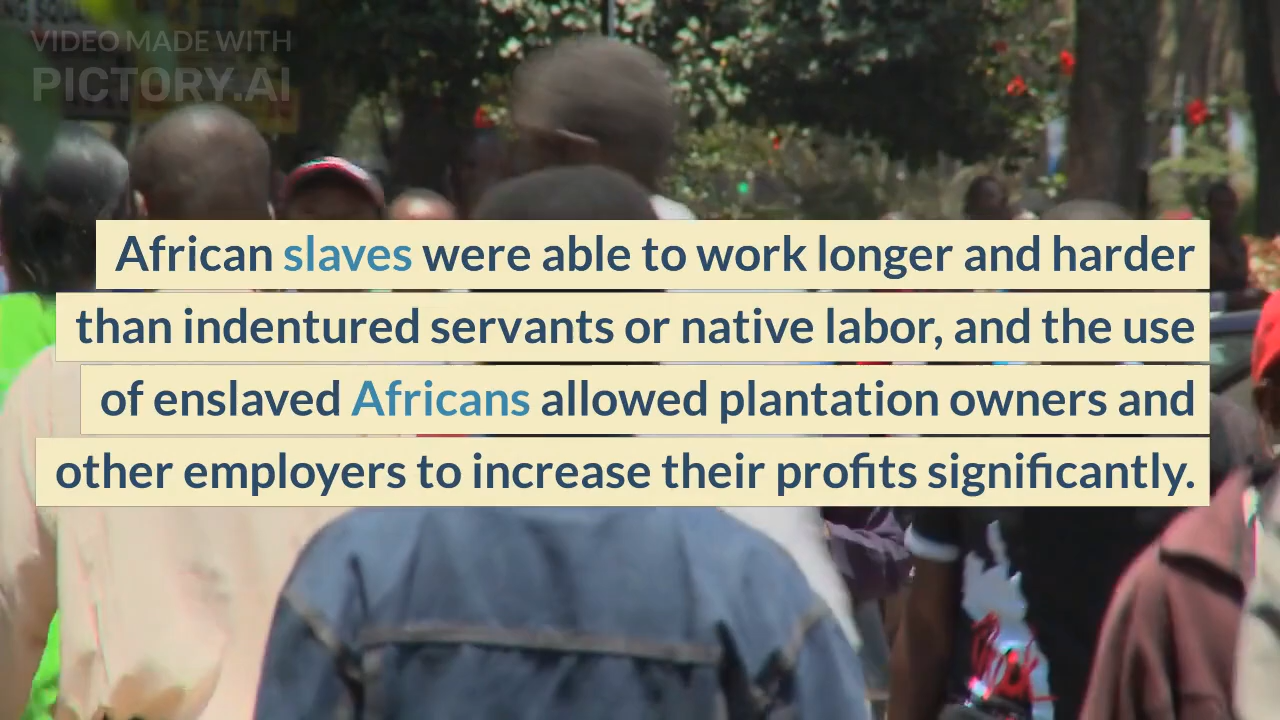 VIDEO MADE WITH
PICTORY.AI
African slaves were able to work longer and harder
than indentured servants or native labor, and the use
of enslaved Africans allowed plantation owners and
other employers to increase their profits significantly.